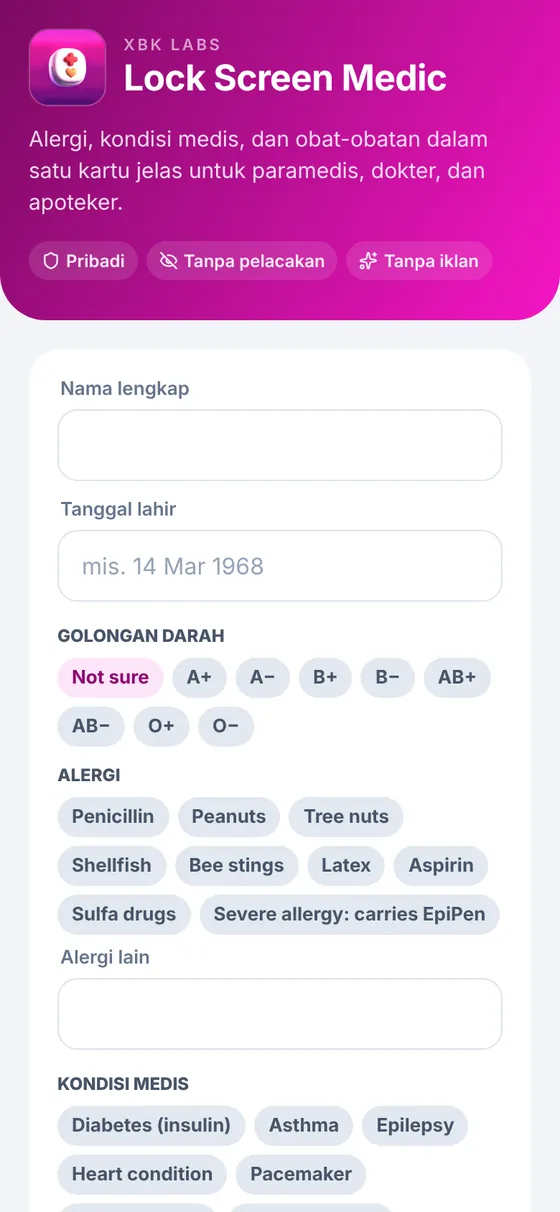 XBK LABS
Lock Screen Medic
Alergi, kondisi medis, dan obat-obatan dalam
satu kartu jelas untuk paramedis, dokter, dan
apoteker.
Pribadi Tanpa pelacakan Tanpa iklan
Nama lengkap
Tanggal lahir
mis. 14 Mar 1968
GOLONGAN DARAH
Not sure A+ A− B+ B− AB+
AB− O+ O−
ALERGI
Penicillin Peanuts Tree nuts
Shellfish Bee stings Latex Aspirin
Sulfa drugs Severe allergy: carries EpiPen
Alergi lain
KONDISI MEDIS
Diabetes (insulin) Asthma Epilepsy
Heart condition Pacemaker